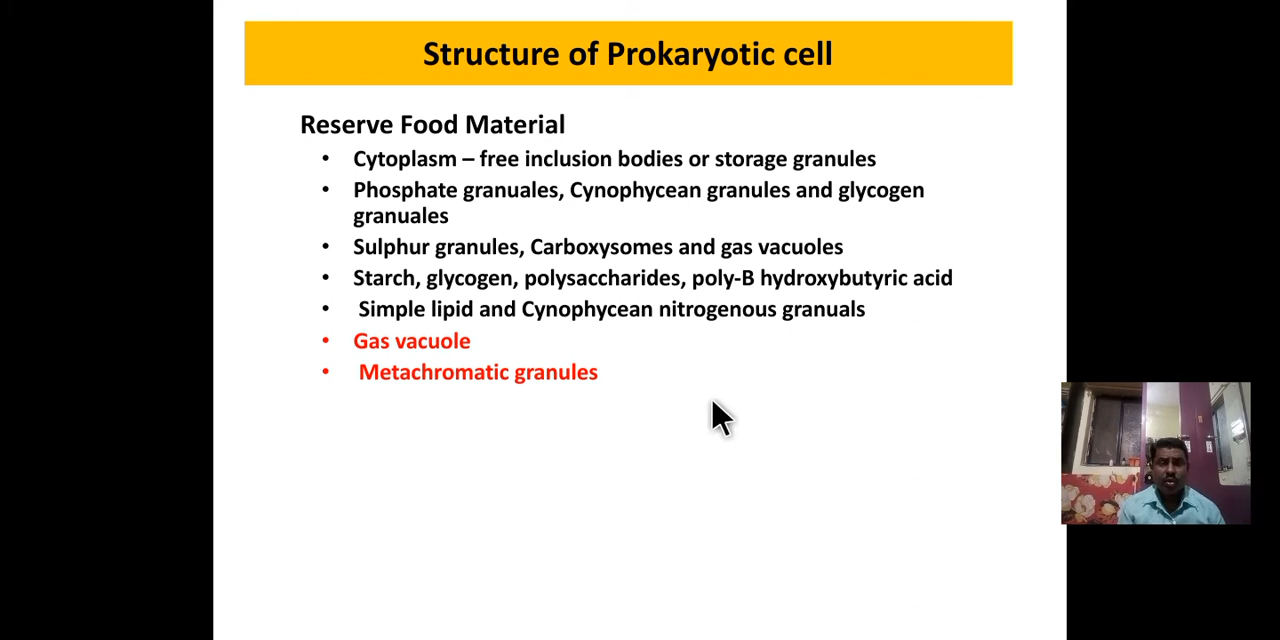 Structure of Prokaryotic cell
Reserve Food Material
• Cytoplasm – free inclusion bodies or storage granules
• Phosphate granuales, Cynophycean granules and glycogen
granuales
• Sulphur granules, Carboxysomes and gas vacuoles
• Starch, glycogen, polysaccharides, poly-B hydroxybutyric acid
• Simple lipid and Cynophycean nitrogenous granuals
• Gas vacuole
• Metachromatic granules